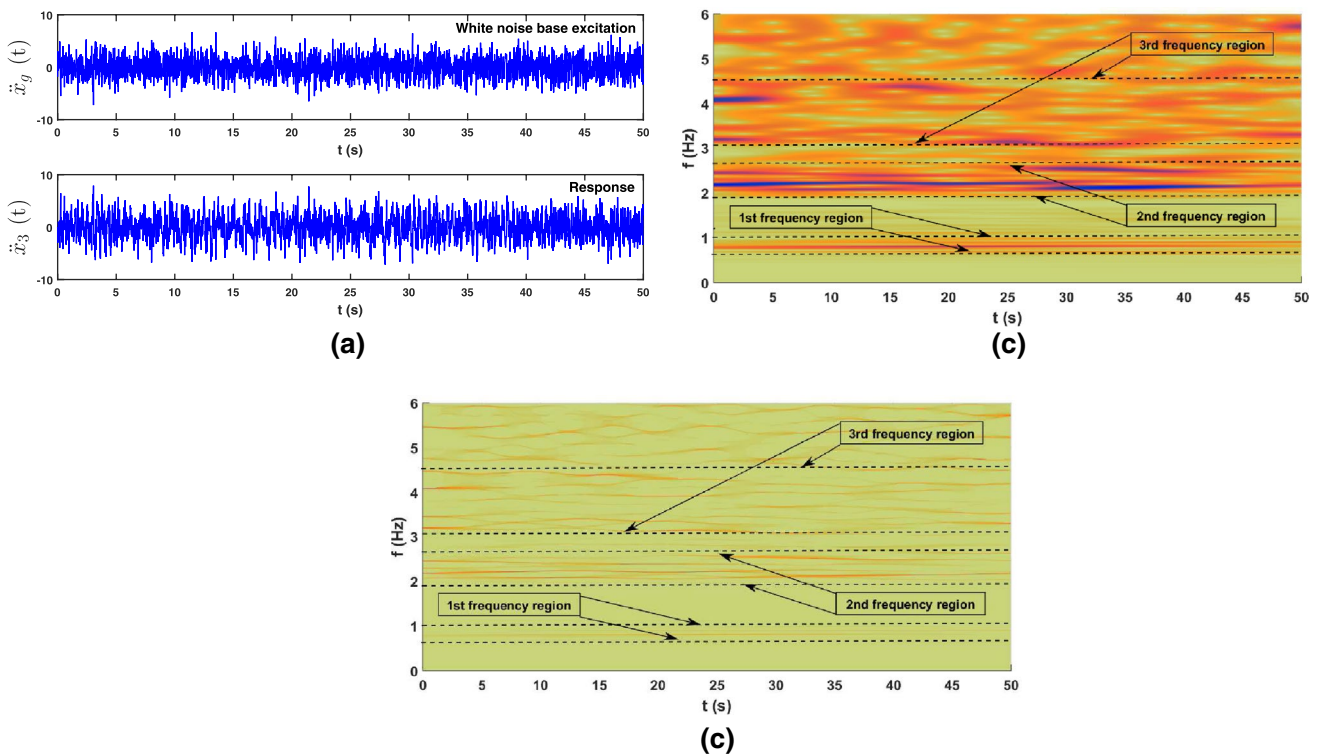 White noise base excitation
ẍg (t)
10
0
-10
0 5 10 15 20 25 30 35 40 45 50
t (s)
Response
ẍ3 (t)
10
0
-10
0 5 10 15 20 25 30 35 40 45 50
t (s)
(a)
3rd frequency region
1st frequency region
2nd frequency region
f (Hz)
6
5
4
3
2
1
0
0 5 10 15 20 25 30 35 40 45 50
t (s)
(c)
3rd frequency region
1st frequency region
2nd frequency region
f (Hz)
6
5
4
3
2
1
0
0 5 10 15 20 25 30 35 40 45 50
t (s)
(c)